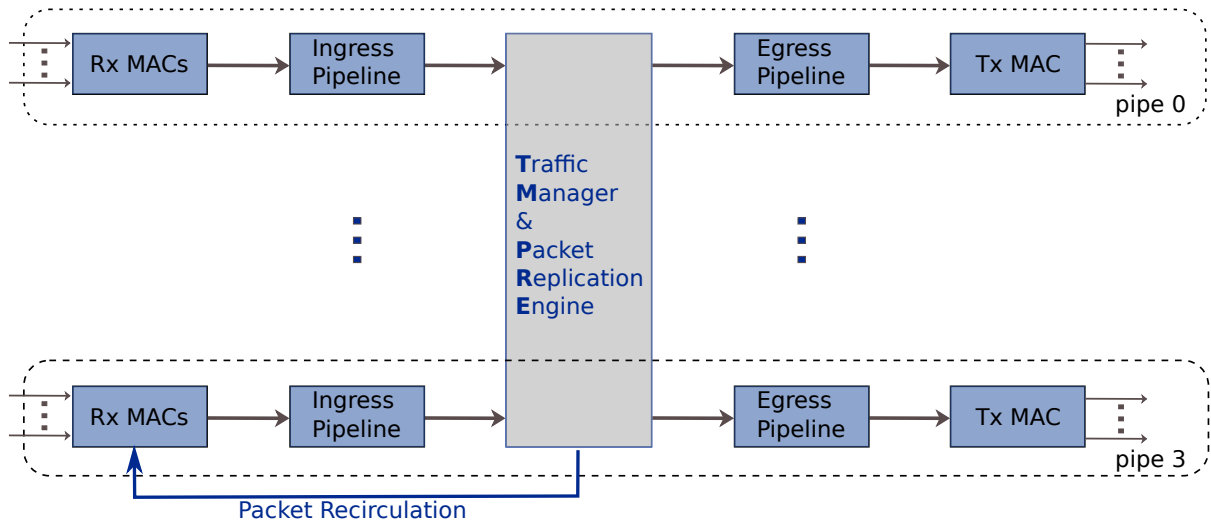 Rx MACs
Ingress
Pipeline
Egress
Pipeline
Tx MAC
pipe 0
Traffic
Manager
&
Packet
Replication
Engine
Rx MACs
Ingress
Pipeline
Egress
Pipeline
Tx MAC
pipe 3
Packet Recirculation